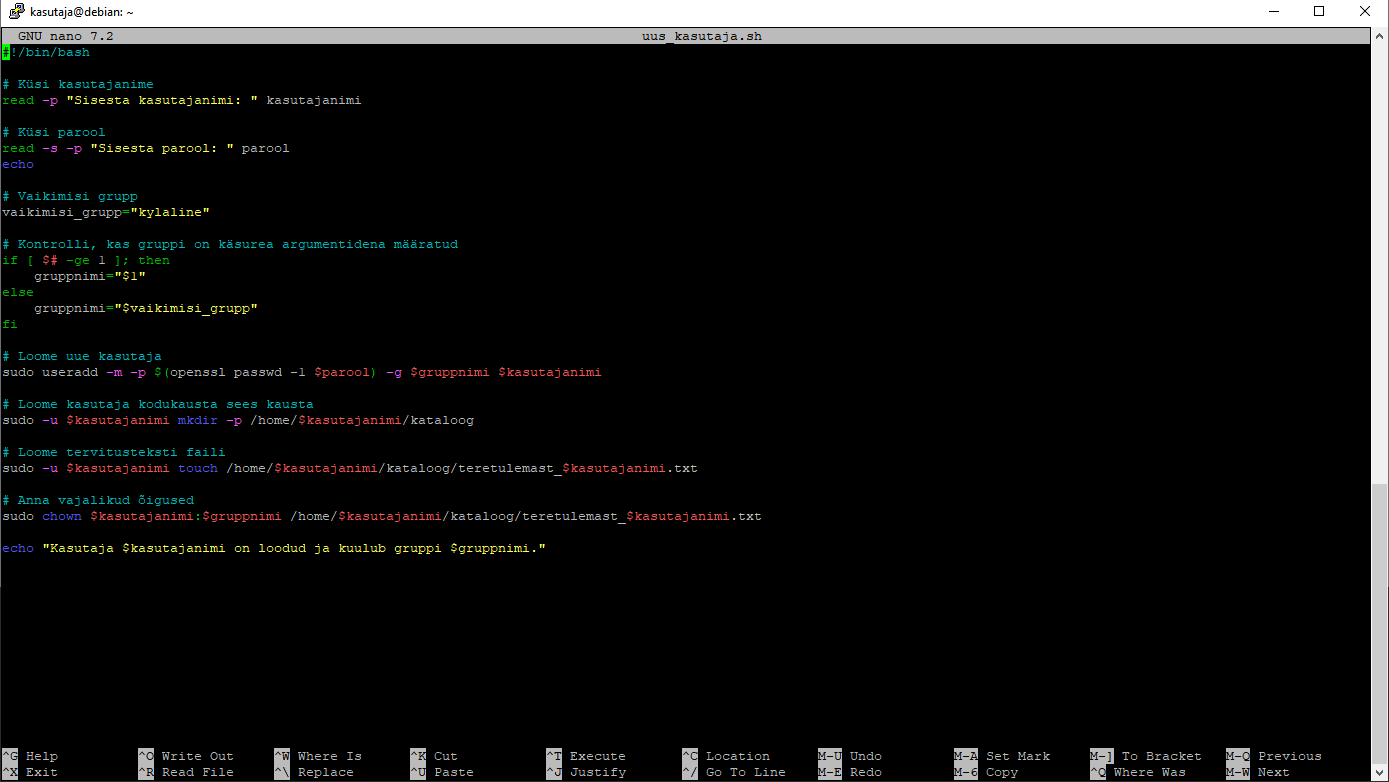 kasutaja@debian: ~
GNU nano 7.2 uus_kasutaja.sh
#!/bin/bash
# Küsi kasutajanime
read -p "Sisesta kasutajanimi: " kasutajanimi
# Küsi parool
read -s -p "Sisesta parool: " parool
echo
# Vaikimisi grupp
vaikimisi_grupp="kylaline"
# Kontrolli, kas gruppi on käsurea argumentidena määratud
if [ $# -ge 1 ]; then
    gruppnimi="$1"
else
    gruppnimi="$vaikimisi_grupp"
fi
# Loome uue kasutaja
sudo useradd -m -p $(openssl passwd -1 $parool) -g $gruppnimi $kasutajanimi
# Loome kasutaja kodukausta sees kausta
sudo -u $kasutajanimi mkdir -p /home/$kasutajanimi/kataloog
# Loome tervitusteksti faili
sudo -u $kasutajanimi touch /home/$kasutajanimi/kataloog/teretulemast_$kasutajanimi.txt
# Anna vajalikud õigused
sudo chown $kasutajanimi:$gruppnimi /home/$kasutajanimi/kataloog/teretulemast_$kasutajanimi.txt
echo "Kasutaja $kasutajanimi on loodud ja kuulub gruppi $gruppnimi."
^G Help ^O Write Out ^W Where Is ^K Cut ^T Execute ^C Location M-U Undo M-A Set Mark M-] To Bracket M-Q Previous
^X Exit ^R Read File ^\ Replace ^U Paste ^J Justify ^/ Go To Line M-E Redo M-6 Copy ^Q Where Was M-W Next